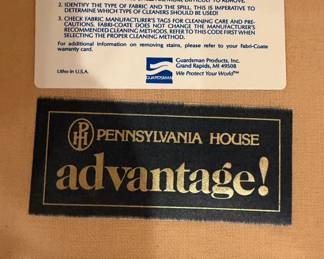 2. IDENTIFY THE TYPE OF FABRIC AND THE SPILL. THIS IS IMPERATIVE TO
DETERMINE WHICH TYPE OF CLEANERS SHOULD BE USED!
3. CHECK FABRIC MANUFACTURER'S TAGS FOR CLEANING CARE AND PRE-
CAUTIONS. FABRI-COATE DOES NOT CHANGE THE MANUFACTURER'S
RECOMMENDED CLEANING METHODS. REFER TO THIS CODE FIRST WHEN
SELECTING THE PROPER CLEANING METHOD.
For additional information on removing stains, please refer to your Fabri-Coate
warranty card.
Litho in U.S.A.
GUARDSMAN
Guardsman Products, Inc.
Grand Rapids, MI 49508
We Protect Your World™
PH PENNSYLVANIA HOUSE
advantage!